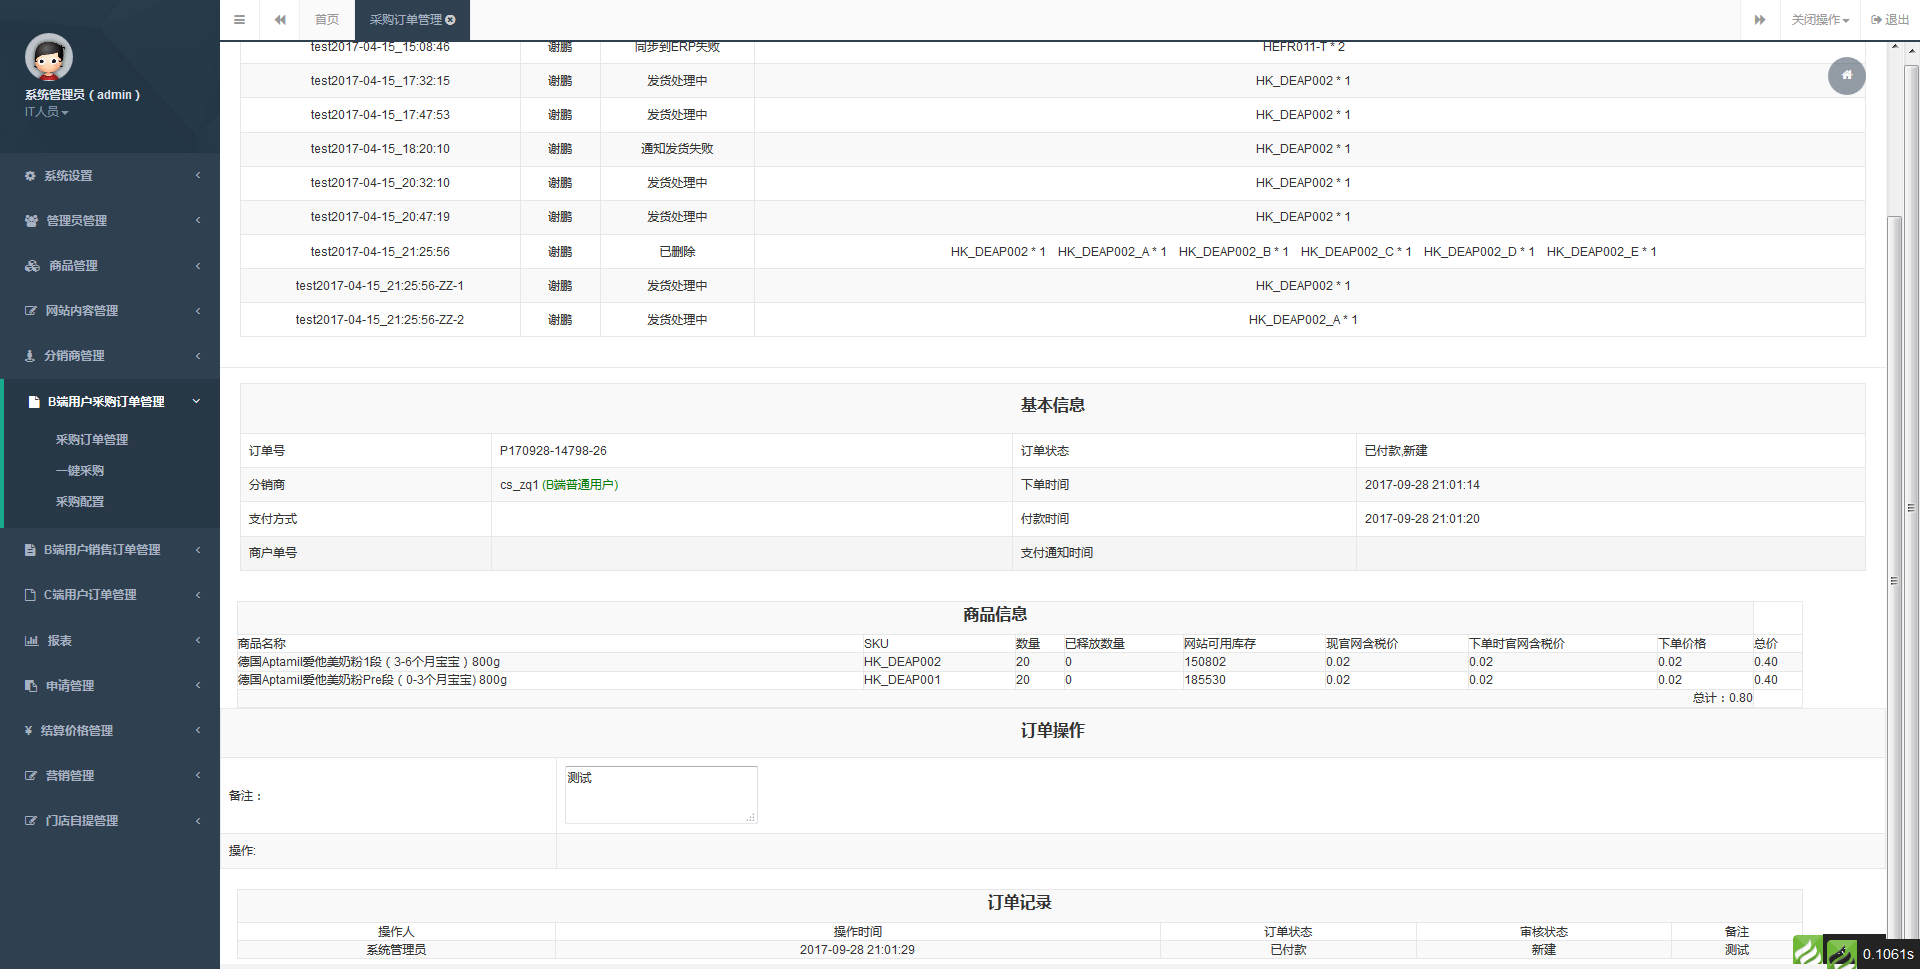 首页
采购订单管理
关闭操作
退出
系统管理员（admin）
IT人员
系统设置
管理员管理
商品管理
网站内容管理
分销商管理
B端用户采购订单管理
采购订单管理
一键采购
采购配置
B端用户销售订单管理
C端用户订单管理
报表
申请管理
¥ 结算价格管理
营销管理
门店自提管理
test2017-04-15_15:08:46 谢鹏 同步到ERP失败 HEFR011-T * 2
test2017-04-15_17:32:15 谢鹏 发货处理中 HK_DEAP002 * 1
test2017-04-15_17:47:53 谢鹏 发货处理中 HK_DEAP002 * 1
test2017-04-15_18:20:10 谢鹏 通知发货失败 HK_DEAP002 * 1
test2017-04-15_20:32:10 谢鹏 发货处理中 HK_DEAP002 * 1
test2017-04-15_20:47:19 谢鹏 发货处理中 HK_DEAP002 * 1
test2017-04-15_21:25:56 谢鹏 已删除 HK_DEAP002 * 1 HK_DEAP002_A * 1 HK_DEAP002_B * 1 HK_DEAP002_C * 1 HK_DEAP002_D * 1 HK_DEAP002_E * 1
test2017-04-15_21:25:56-ZZ-1 谢鹏 发货处理中 HK_DEAP002 * 1
test2017-04-15_21:25:56-ZZ-2 谢鹏 发货处理中 HK_DEAP002_A * 1
基本信息
订单号 P170928-14798-26 订单状态 已付款,新建
分销商 cs_zq1 (B端普通用户) 下单时间 2017-09-28 21:01:14
支付方式 付款时间 2017-09-28 21:01:20
商户单号 支付通知时间
商品信息
商品名称 SKU 数量 已释放数量 网站可用库存 现官网含税价 下单时官网含税价 下单价格 总价
德国Aptamil爱他美奶粉1段（3-6个月宝宝）800g HK_DEAP002 20 0 150802 0.02 0.02 0.02 0.40
德国Aptamil爱他美奶粉Pre段（0-3个月宝宝) 800g HK_DEAP001 20 0 185530 0.02 0.02 0.02 0.40
总计：0.80
订单操作
备注： 测试
操作:
订单记录
操作人 操作时间 订单状态 审核状态 备注
系统管理员 2017-09-28 21:01:29 已付款 新建 测试
0.1061s